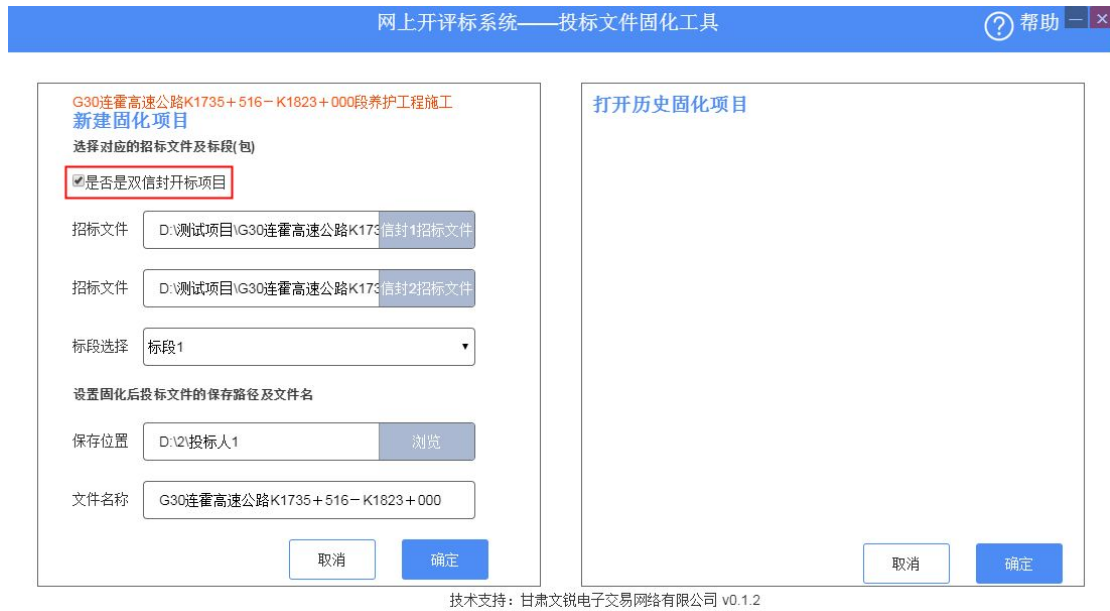 网上开评标系统——投标文件固化工具
帮助
G30连霍高速公路K1735+516-K1823+000段养护工程施工
新建固化项目
选择对应的招标文件及标段(包)
是否是双信封开标项目
招标文件 D:\测试项目\G30连霍高速公路K173 信封1招标文件
招标文件 D:\测试项目\G30连霍高速公路K173 信封2招标文件
标段选择 标段1
设置固化后投标文件的保存路径及文件名
保存位置 D:\2\投标人1 浏览
文件名称 G30连霍高速公路K1735+516-K1823+000
取消 确定
打开历史固化项目
取消 确定
技术支持：甘肃文锐电子交易网络有限公司 v0.1.2